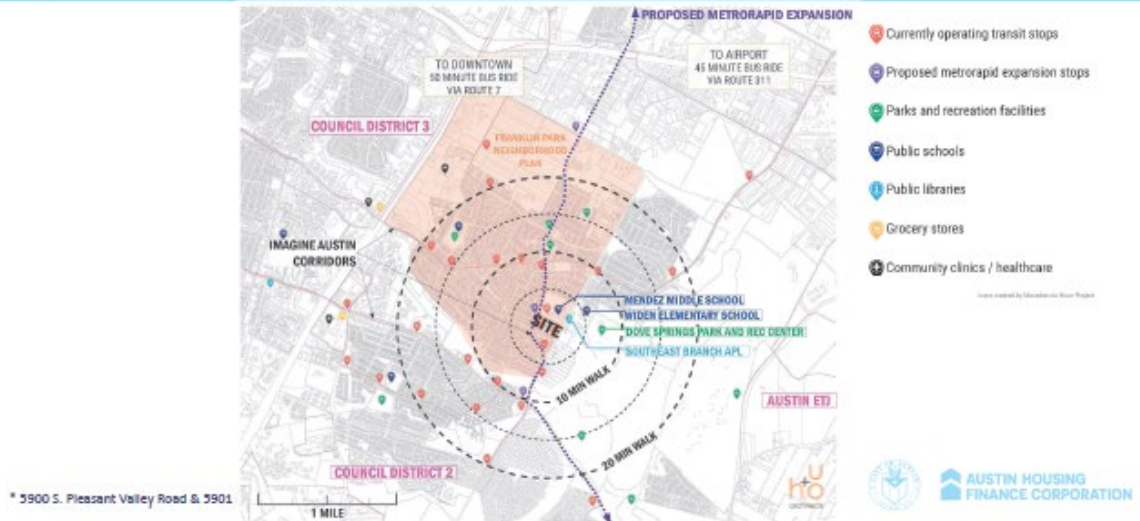 PROPOSED METRORAPID EXPANSION
TO DOWNTOWN
50 MINUTE BUS RIDE
VIA ROUTE 7
TO AIRPORT
45 MINUTE BUS RIDE
VIA ROUTE 311
COUNCIL DISTRICT 3
FRANKLIN PARK
NEIGHBORHOOD
PLAN
IMAGINE AUSTIN
CORRIDORS
MENDEZ MIDDLE SCHOOL
WIDEN ELEMENTARY SCHOOL
SITE
DOVE SPRINGS PARK AND REC CENTER
SOUTHEAST BRANCH APL
10 MIN WALK
AUSTIN ETJ
20 MIN WALK
COUNCIL DISTRICT 2
* 5900 S. Pleasant Valley Road & 5901
1 MILE
Currently operating transit stops
Proposed metrorapid expansion stops
Parks and recreation facilities
Public schools
Public libraries
Grocery stores
Community clinics / healthcare
AUSTIN HOUSING
FINANCE CORPORATION